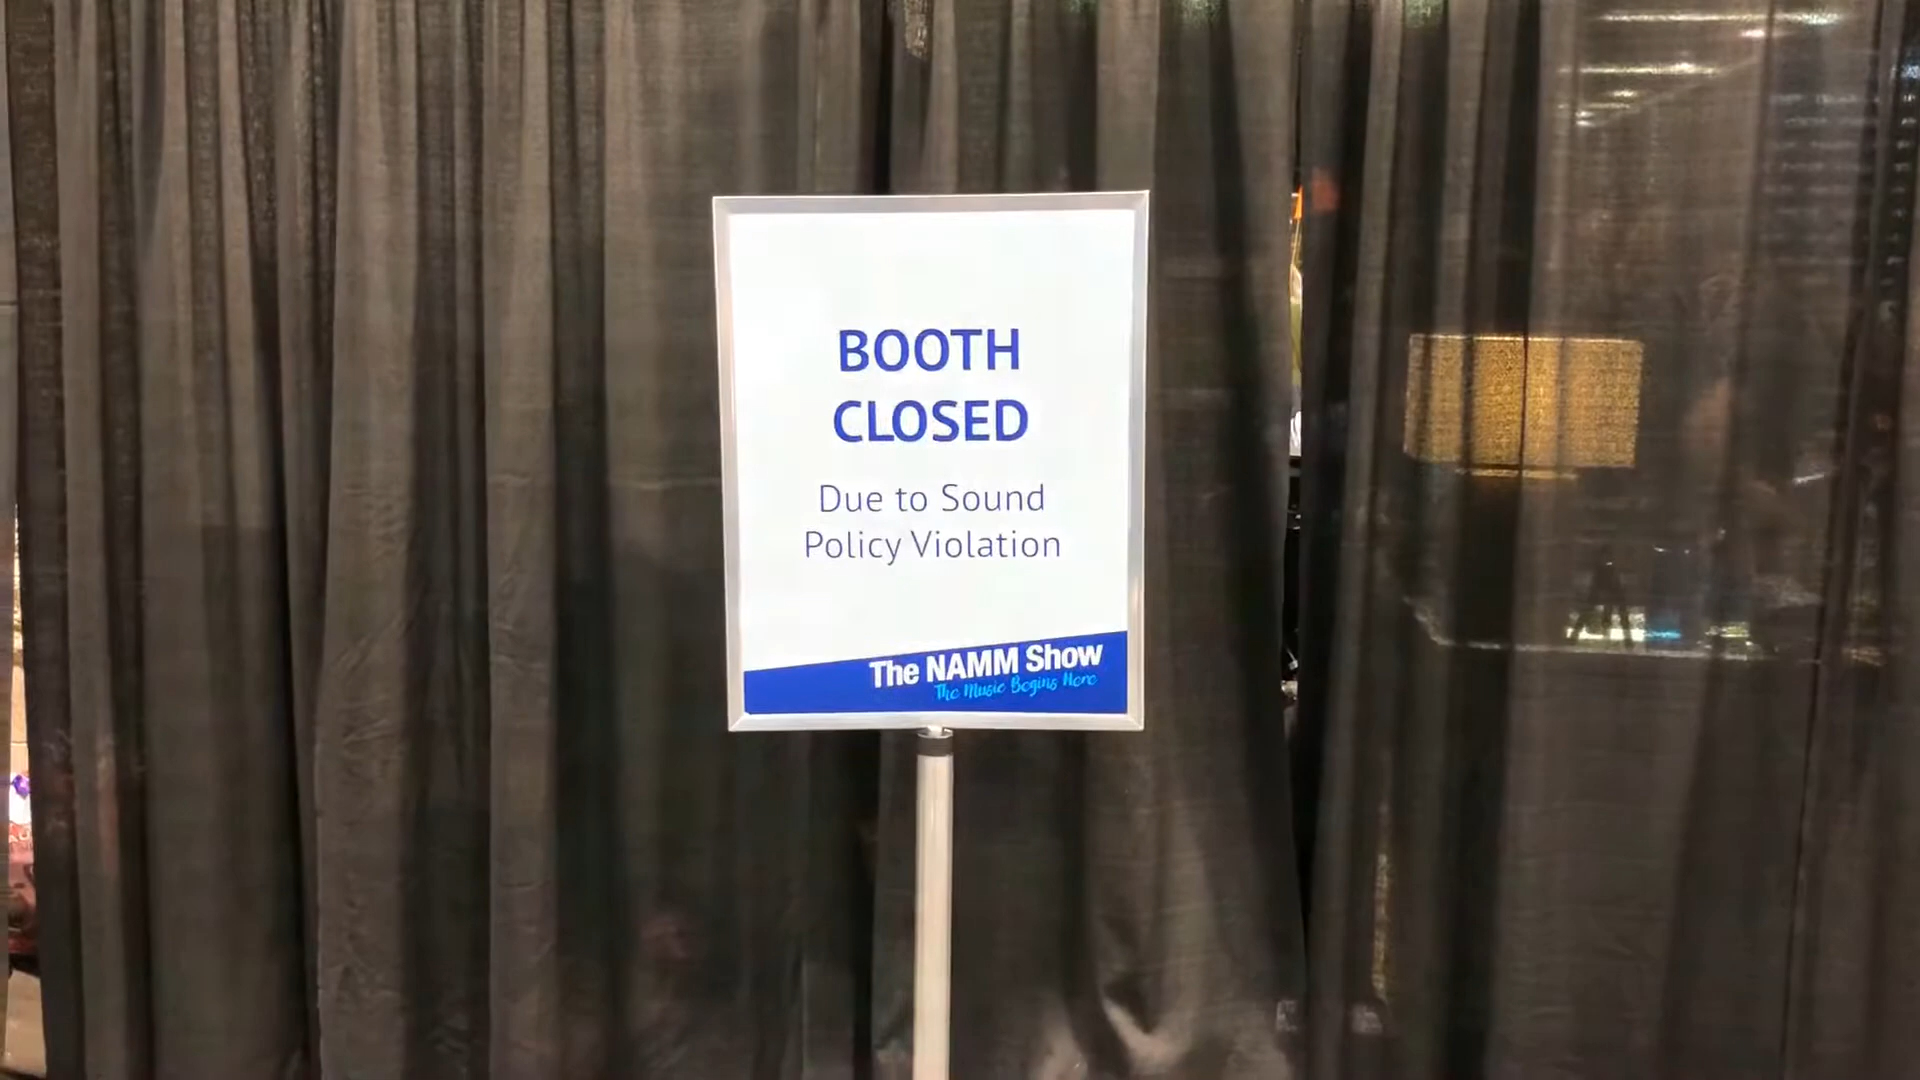 BOOTH
CLOSED
Due to Sound
Policy Violation
The NAMM Show
The Music Begins Here